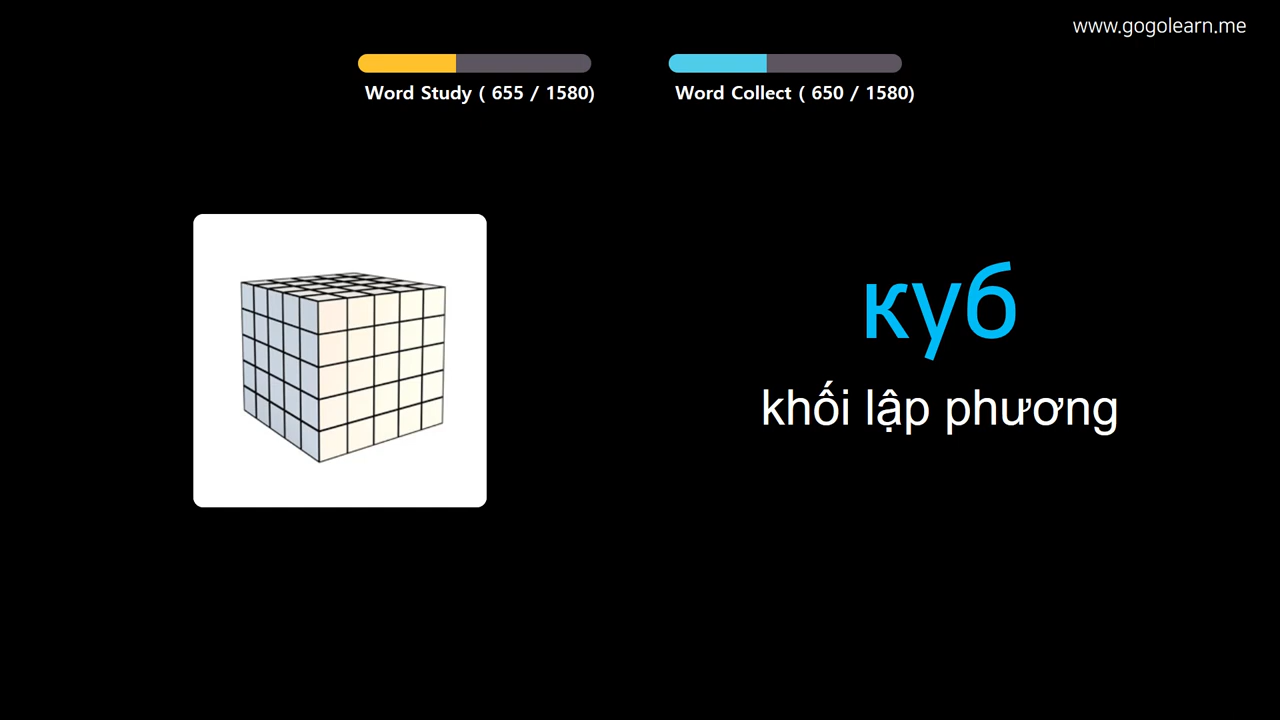 www.gogolearn.me
Word Study ( 655 / 1580)
Word Collect ( 650 / 1580)
куб
khối lập phương